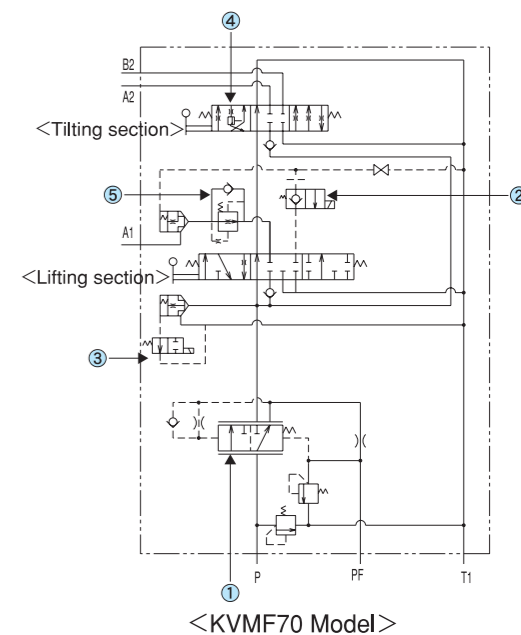 ④
B2
A2
<Tilting section>
⑤
②
A1
<Lifting section>
③
①
P
PF
T1
<KVMF70 Model>